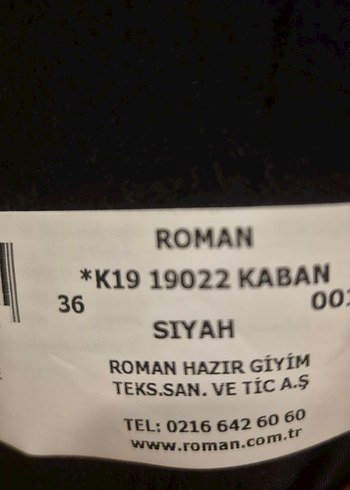 ROMAN
*K19 19022 KABAN
36 001
SIYAH
ROMAN HAZIR GİYİM
TEKS.SAN. VE TİC A.Ş
TEL: 0216 642 60 60
www.roman.com.tr